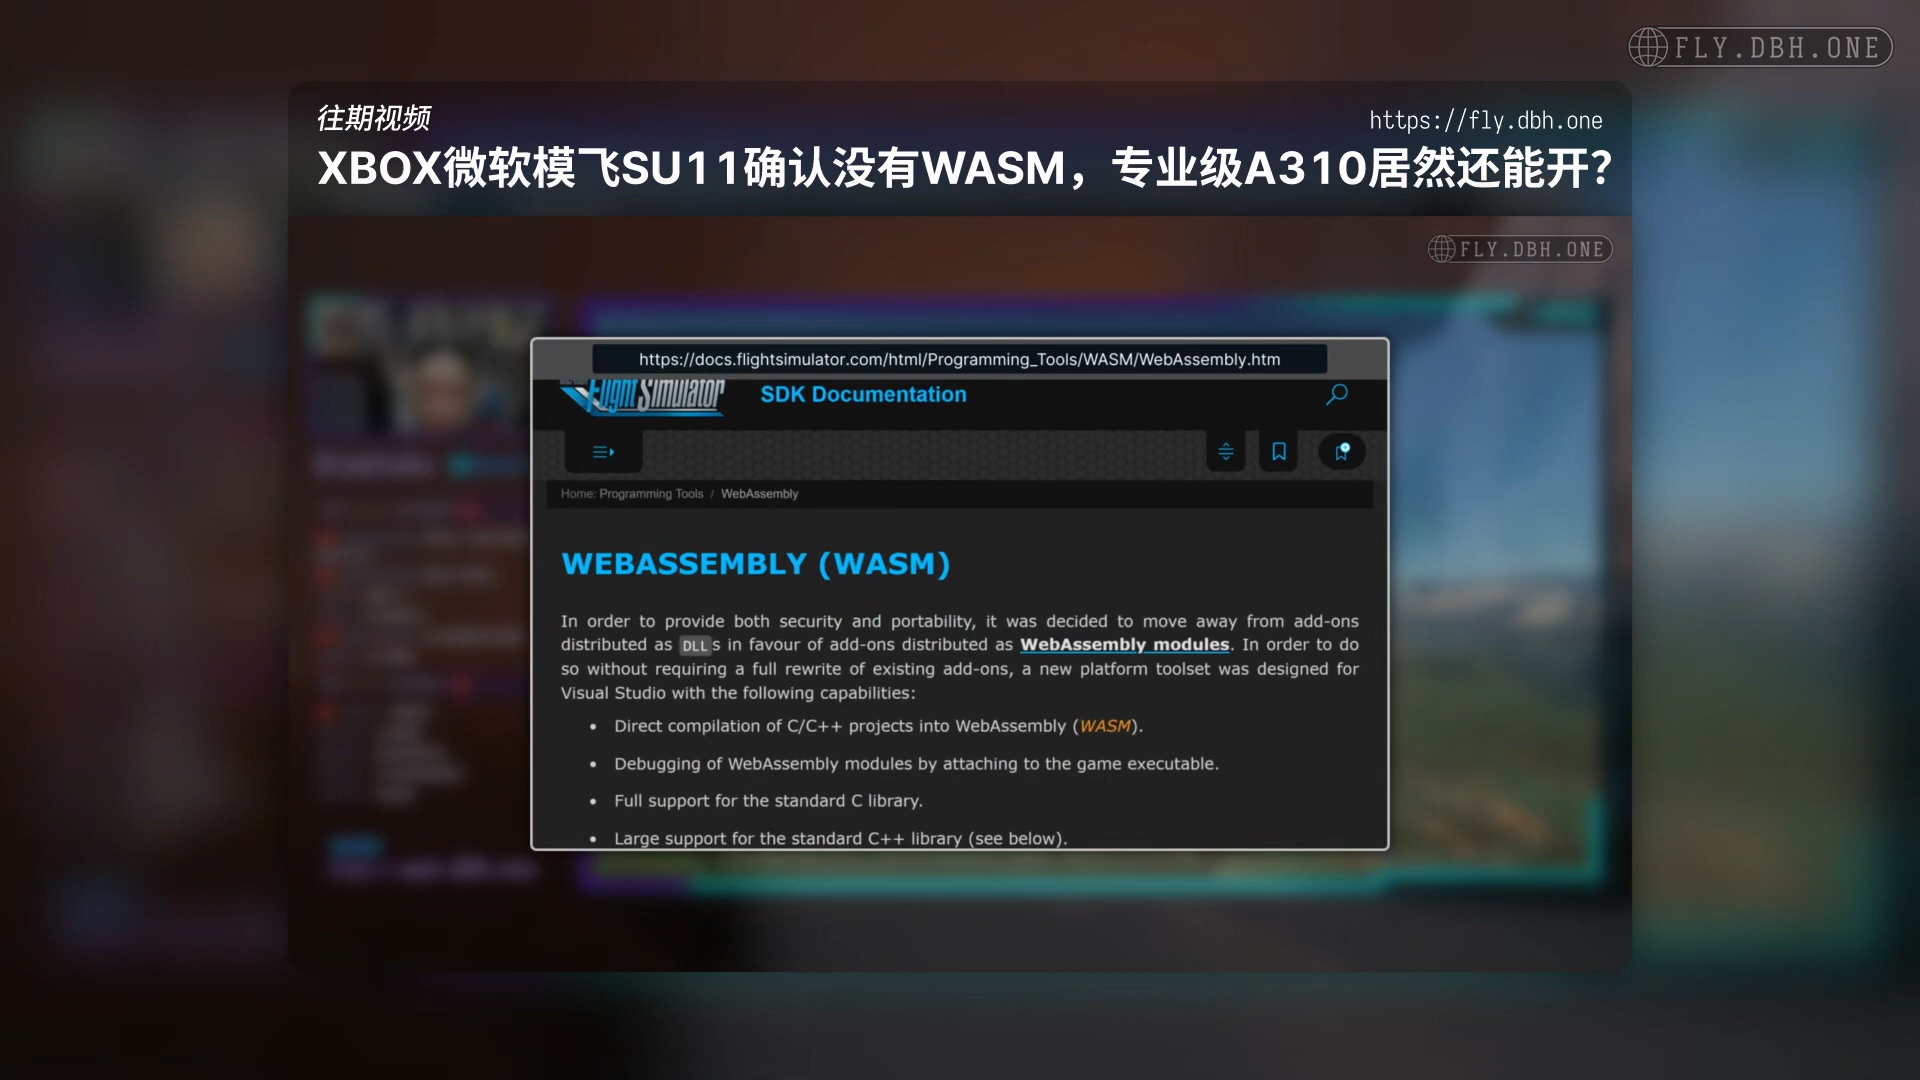 FLY.DBH.ONE
往期视频
https://fly.dbh.one
XBOX微软模飞SU11确认没有WASM，专业级A310居然还能开？
FLY.DBH.ONE
https://docs.flightsimulator.com/html/Programming_Tools/WASM/WebAssembly.htm
Flight Simulator
SDK Documentation
Home: Programming Tools / WebAssembly
WEBASSEMBLY (WASM)
In order to provide both security and portability, it was decided to move away from add-ons
distributed as DLLs in favour of add-ons distributed as WebAssembly modules. In order to do
so without requiring a full rewrite of existing add-ons, a new platform toolset was designed for
Visual Studio with the following capabilities:
• Direct compilation of C/C++ projects into WebAssembly (WASM).
• Debugging of WebAssembly modules by attaching to the game executable.
• Full support for the standard C library.
• Large support for the standard C++ library (see below).